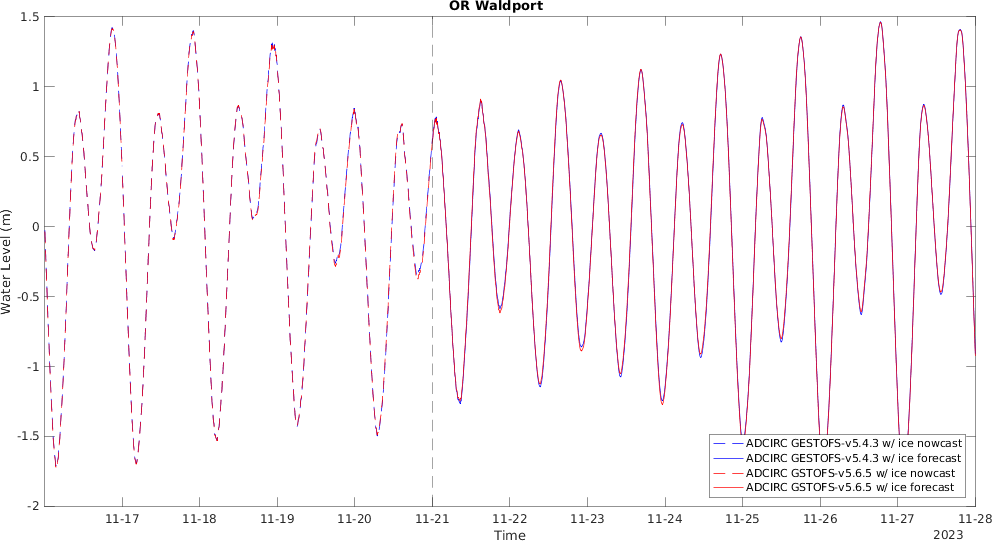 OR Waldport
1.5
1
0.5
0
-0.5
-1
-1.5
-2
Water Level (m)
ADCIRC GESTOFS-v5.4.3 w/ ice nowcast
ADCIRC GESTOFS-v5.4.3 w/ ice forecast
ADCIRC GSTOFS-v5.6.5 w/ ice nowcast
ADCIRC GSTOFS-v5.6.5 w/ ice forecast
11-17 11-18 11-19 11-20 11-21 11-22 11-23 11-24 11-25 11-26 11-27 11-28
Time
2023